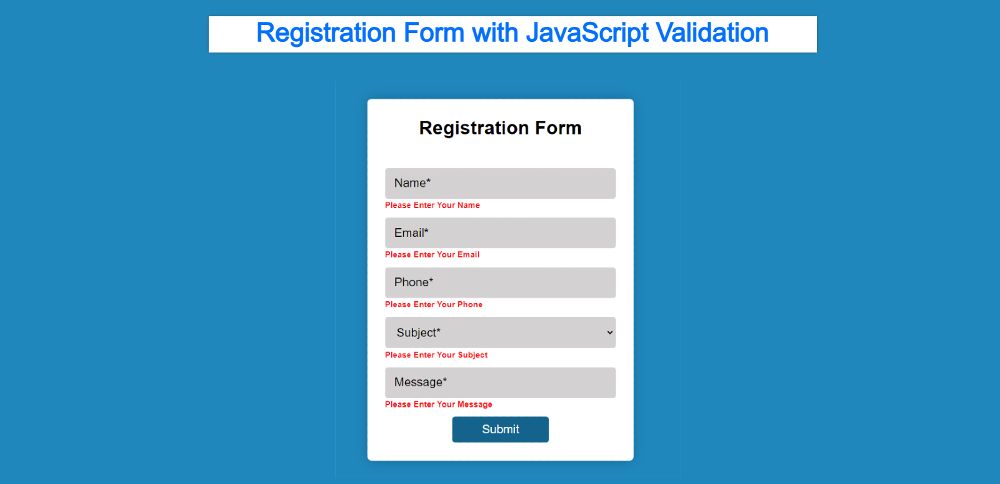 Registration Form with JavaScript Validation
Registration Form
Name*
Please Enter Your Name
Email*
Please Enter Your Email
Phone*
Please Enter Your Phone
Subject*
Please Enter Your Subject
Message*
Please Enter Your Message
Submit